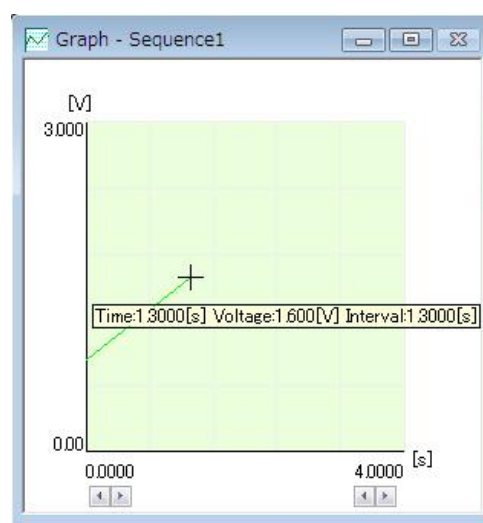 Graph - Sequence1
[V]
3.000
Time:1.3000[s] Voltage:1.600[V] Interval:1.3000[s]
0.00
0.0000 4.0000 [s]